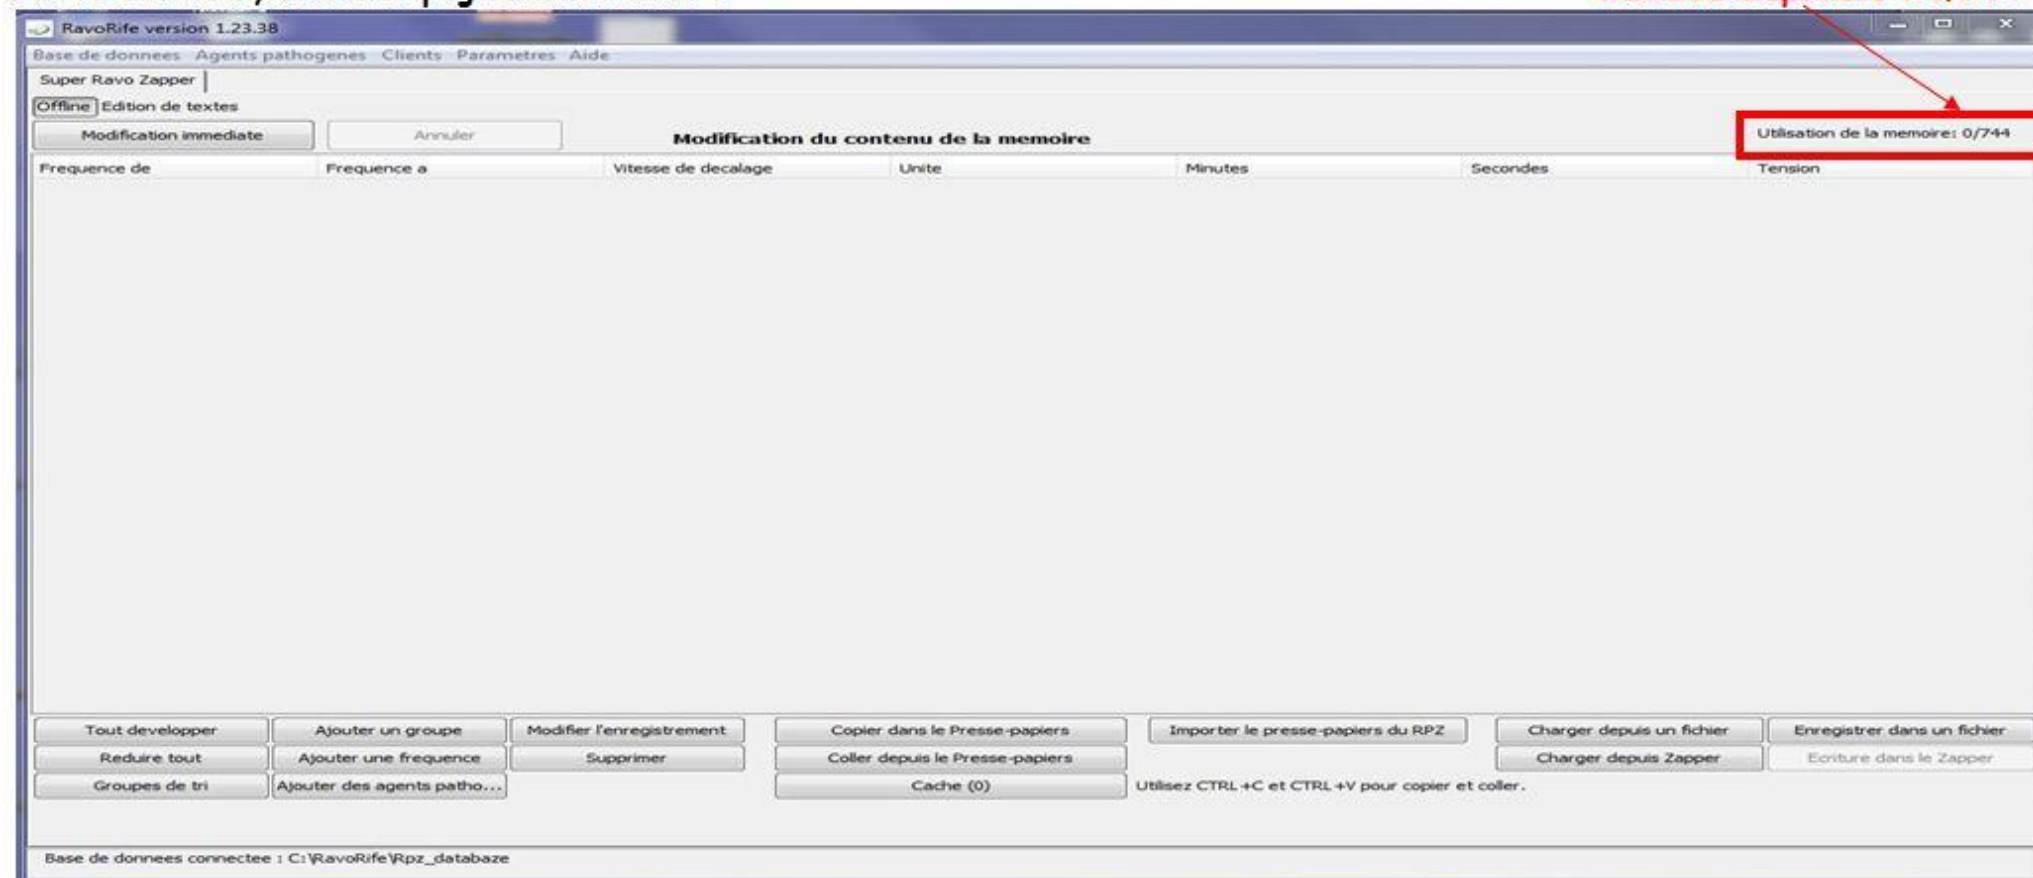 RavoRife version 1.23.38
Base de donnees Agents pathogenes Clients Parametres Aide
Super Ravo Zapper
Offline Edition de textes
Modification immediate Annuler Modification du contenu de la memoire Utilisation de la memoire: 0/744
Frequence de Frequence a Vitesse de decalage Unite Minutes Secondes Tension
Tout developper Ajouter un groupe Modifier l'enregistrement Copier dans le Presse-papiers Importer le presse-papiers du RPZ Charger depuis un fichier Enregistrer dans un fichier
Reduire tout Ajouter une frequence Supprimer Coller depuis le Presse-papiers Charger depuis Zapper Ecriture dans le Zapper
Groupes de tri Ajouter des agents patho... Cache (0) Utilisez CTRL+C et CTRL+V pour copier et coller.
Base de donnees connectee : C:\RavoRife\Rpz_databaze